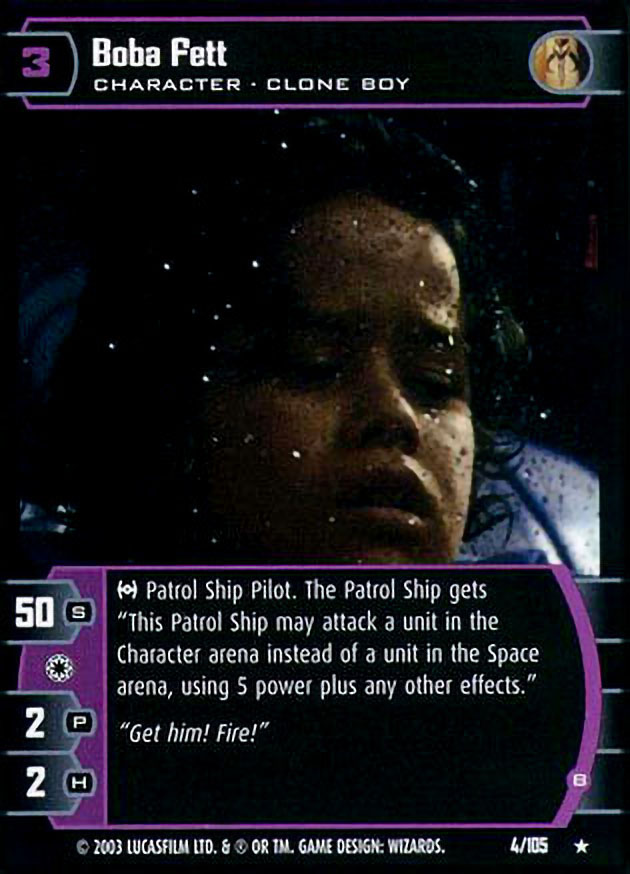 3
Boba Fett
CHARACTER · CLONE BOY
50 S
Patrol Ship Pilot. The Patrol Ship gets
“This Patrol Ship may attack a unit in the
Character arena instead of a unit in the Space
arena, using 5 power plus any other effects.”
2 P
“Get him! Fire!”
2 H
B
© 2003 LUCASFILM LTD. & ® OR TM. GAME DESIGN: WIZARDS.
4/105 ★